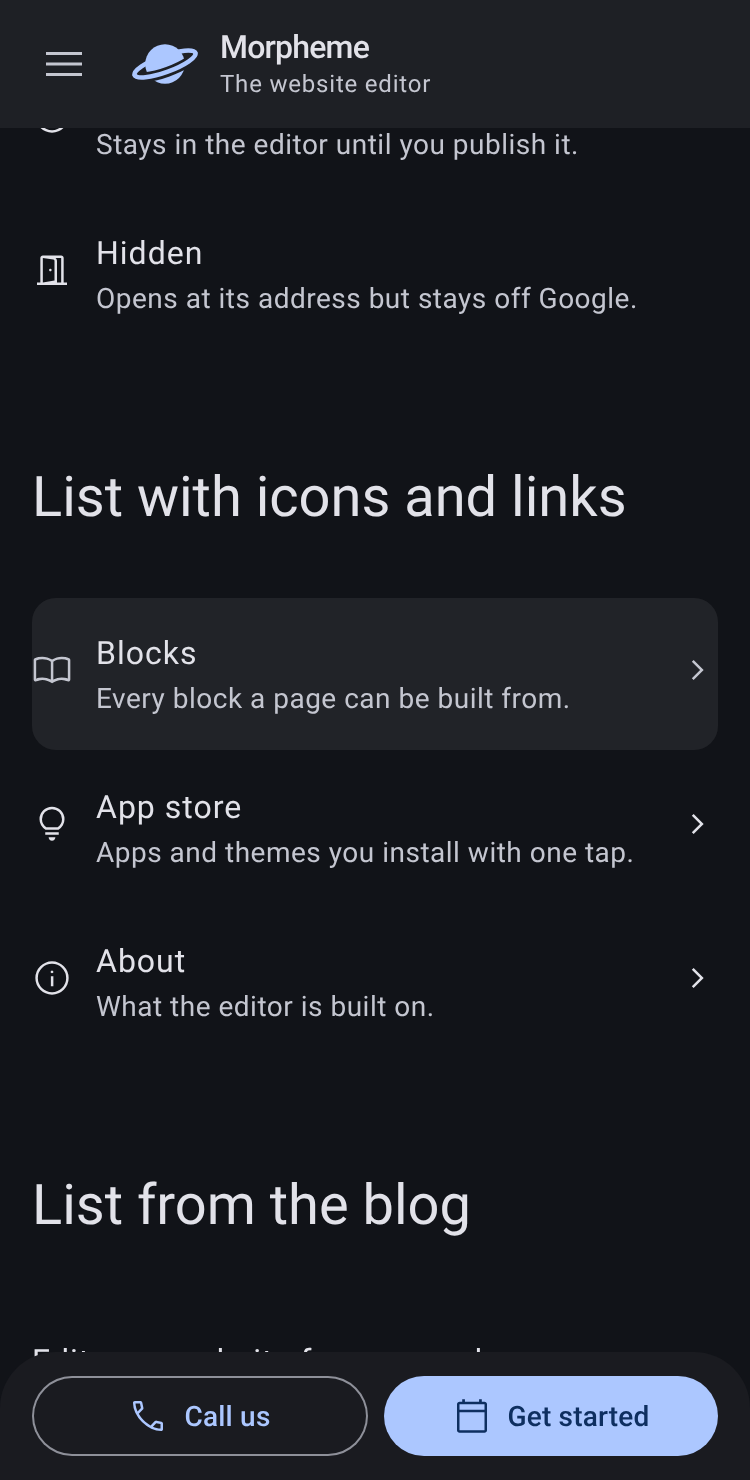 Morpheme
The website editor
Stays in the editor until you publish it.
Hidden
Opens at its address but stays off Google.
List with icons and links
Blocks
Every block a page can be built from.
App store
Apps and themes you install with one tap.
About
What the editor is built on.
List from the blog
Call us
Get started